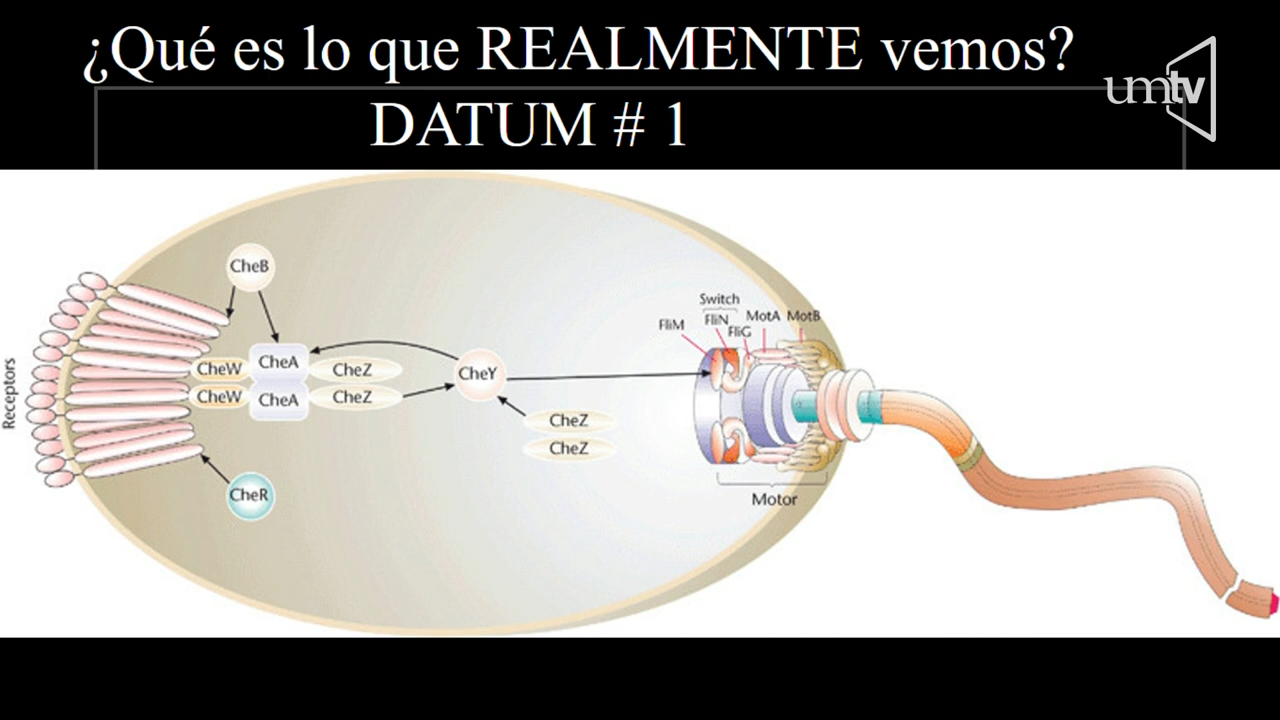 ¿Qué es lo que REALMENTE vemos?
DATUM # 1
umtv
CheB
Switch
FliM
FliN
FliG
MotA
MotB
Receptors
CheW
CheA
CheZ
CheY
CheW
CheA
CheZ
CheZ
CheZ
CheR
Motor